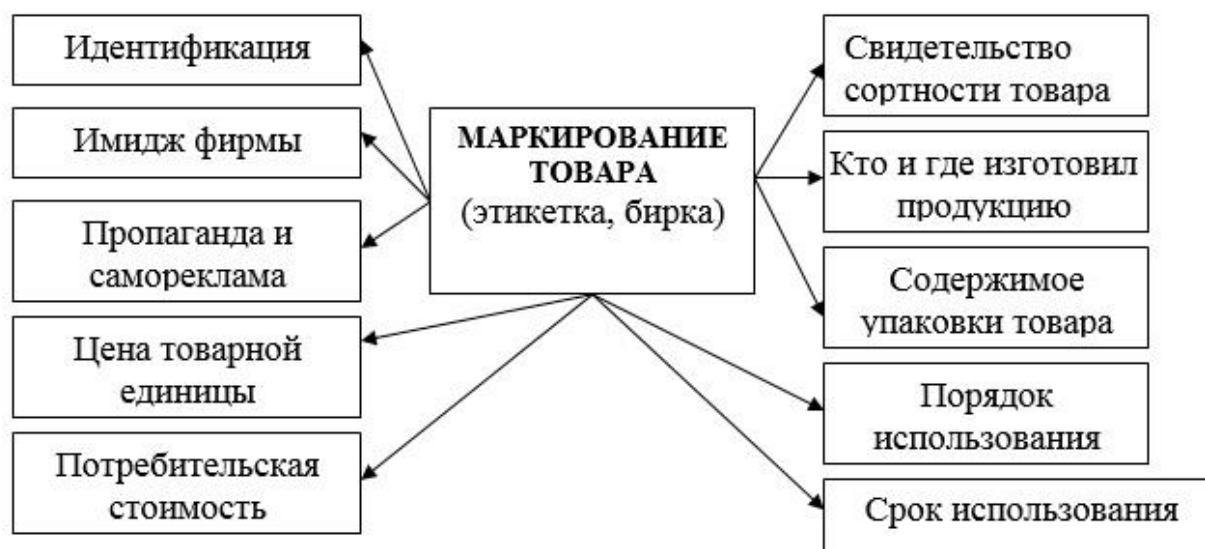 Идентификация
Имидж фирмы
Пропаганда и
самореклама
Цена товарной
единицы
Потребительская
стоимость
МАРКИРОВАНИЕ
ТОВАРА
(этикетка, бирка)
Свидетельство
сортности товара
Кто и где изготовил
продукцию
Содержимое
упаковки товара
Порядок
использования
Срок использования